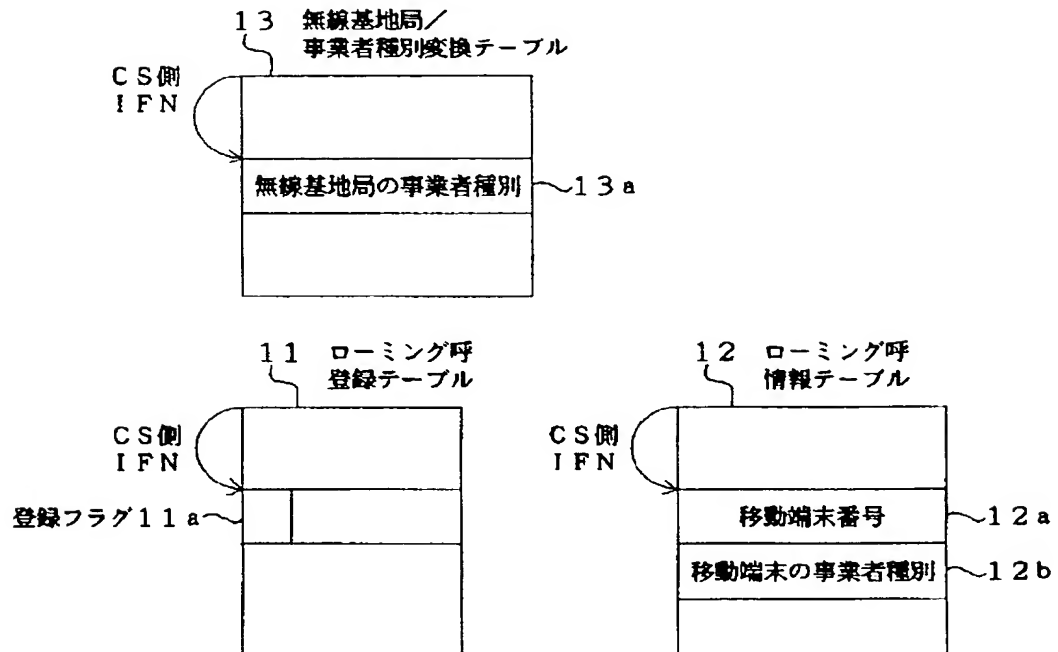 13 無線基地局／
事業者種別変換テーブル
CS側
IFN
無線基地局の事業者種別
13a
11 ローミング呼
登録テーブル
CS側
IFN
登録フラグ11a
12 ローミング呼
情報テーブル
CS側
IFN
移動端末番号
12a
移動端末の事業者種別
12b